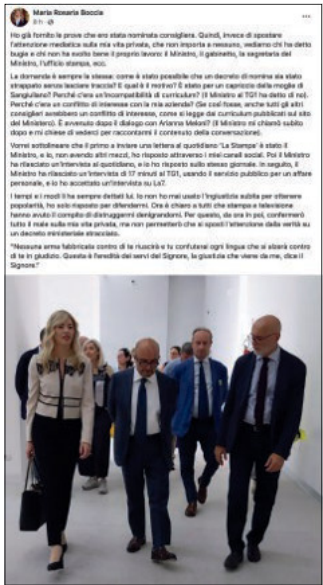 Maria Rosaria Boccia
8 h
Ho già fornito le prove che ero stata nominata consigliera. Quindi, invece di spostare
l'attenzione mediatica sulla mia vita privata, che non importa a nessuno, vediamo chi ha detto
bugie e chi non ha svolto bene il proprio lavoro: il Ministro, il gabinetto, la segreteria del
Ministro, l'ufficio stampa, ecc.
La domanda è sempre la stessa: come è stato possibile che un decreto di nomina sia stato
strappato senza lasciare traccia? E qual è il motivo? È stato per un capriccio della moglie di
Sangiuliano? Perché c'era un'incompatibilità di curriculum? (Il Ministro al TG1 ha detto di no).
Perché c'era un conflitto di interesse con la mia azienda? (Se così fosse, anche tutti gli altri
consiglieri avrebbero un conflitto di interesse, come si legge dai curriculum pubblicati sul sito
del Ministero). È avvenuto dopo il dialogo con Arianna Meloni? (Il Ministro mi chiamò subito
dopo e mi chiese di vederci per raccontarmi il contenuto della conversazione).
Vorrei sottolineare che il primo a inviare una lettera al quotidiano 'La Stampa' è stato il
Ministro, e io, non avendo altri mezzi, ho risposto attraverso i miei canali social. Poi il Ministro
ha rilasciato un'intervista al quotidiano, e io ho risposto sullo stesso giornale. In seguito, il
Ministro ha rilasciato un'intervista di 17 minuti al TG1, usando il servizio pubblico per un affare
personale, e io ho accettato un'intervista su La7.
I tempi e i modi li ha sempre dettati lui. Io non ho mai usato l'ingiustizia subita per ottenere
popolarità, ho solo risposto per difendermi. Ora è chiaro a tutti che stampa e televisione
hanno avuto il compito di distruggermi denigrandomi. Per questo, da ora in poi, confermerò
tutto il male sulla mia vita privata, ma non permetterò che si sposti l'attenzione dalla verità su
un decreto ministeriale stracciato.
"Nessuna arma fabbricata contro di te riuscirà e tu confuterai ogni lingua che si alzerà contro
di te in giudizio. Questa è l'eredità dei servi del Signore, la giustizia che viene da me, dice il
Signore."